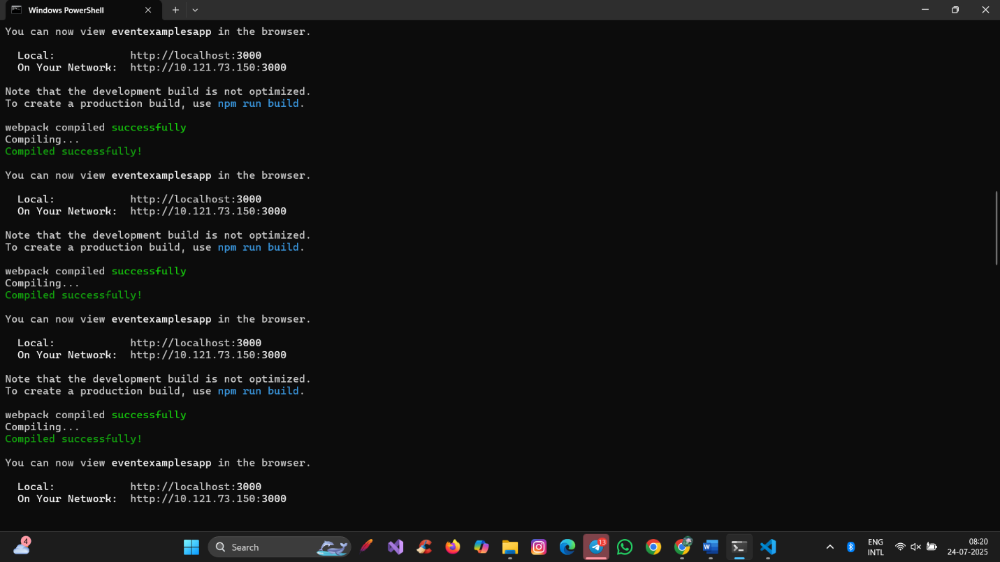 Windows PowerShell
You can now view eventexamplesapp in the browser.
Local: http://localhost:3000
On Your Network: http://10.121.73.150:3000
Note that the development build is not optimized.
To create a production build, use npm run build.
webpack compiled successfully
Compiling...
Compiled successfully!
You can now view eventexamplesapp in the browser.
Local: http://localhost:3000
On Your Network: http://10.121.73.150:3000
Note that the development build is not optimized.
To create a production build, use npm run build.
webpack compiled successfully
Compiling...
Compiled successfully!
You can now view eventexamplesapp in the browser.
Local: http://localhost:3000
On Your Network: http://10.121.73.150:3000
Note that the development build is not optimized.
To create a production build, use npm run build.
webpack compiled successfully
Compiling...
Compiled successfully!
You can now view eventexamplesapp in the browser.
Local: http://localhost:3000
On Your Network: http://10.121.73.150:3000
4
Search
13
W
ENG
INTL
08:20
24-07-2025